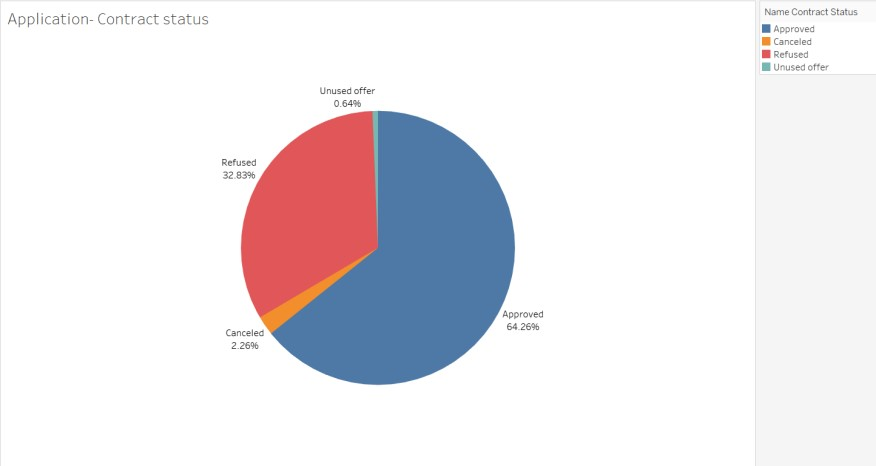 Application- Contract status
Name Contract Status
Approved
Canceled
Refused
Unused offer
Unused offer
0.64%
Refused
32.83%
Approved
64.26%
Canceled
2.26%